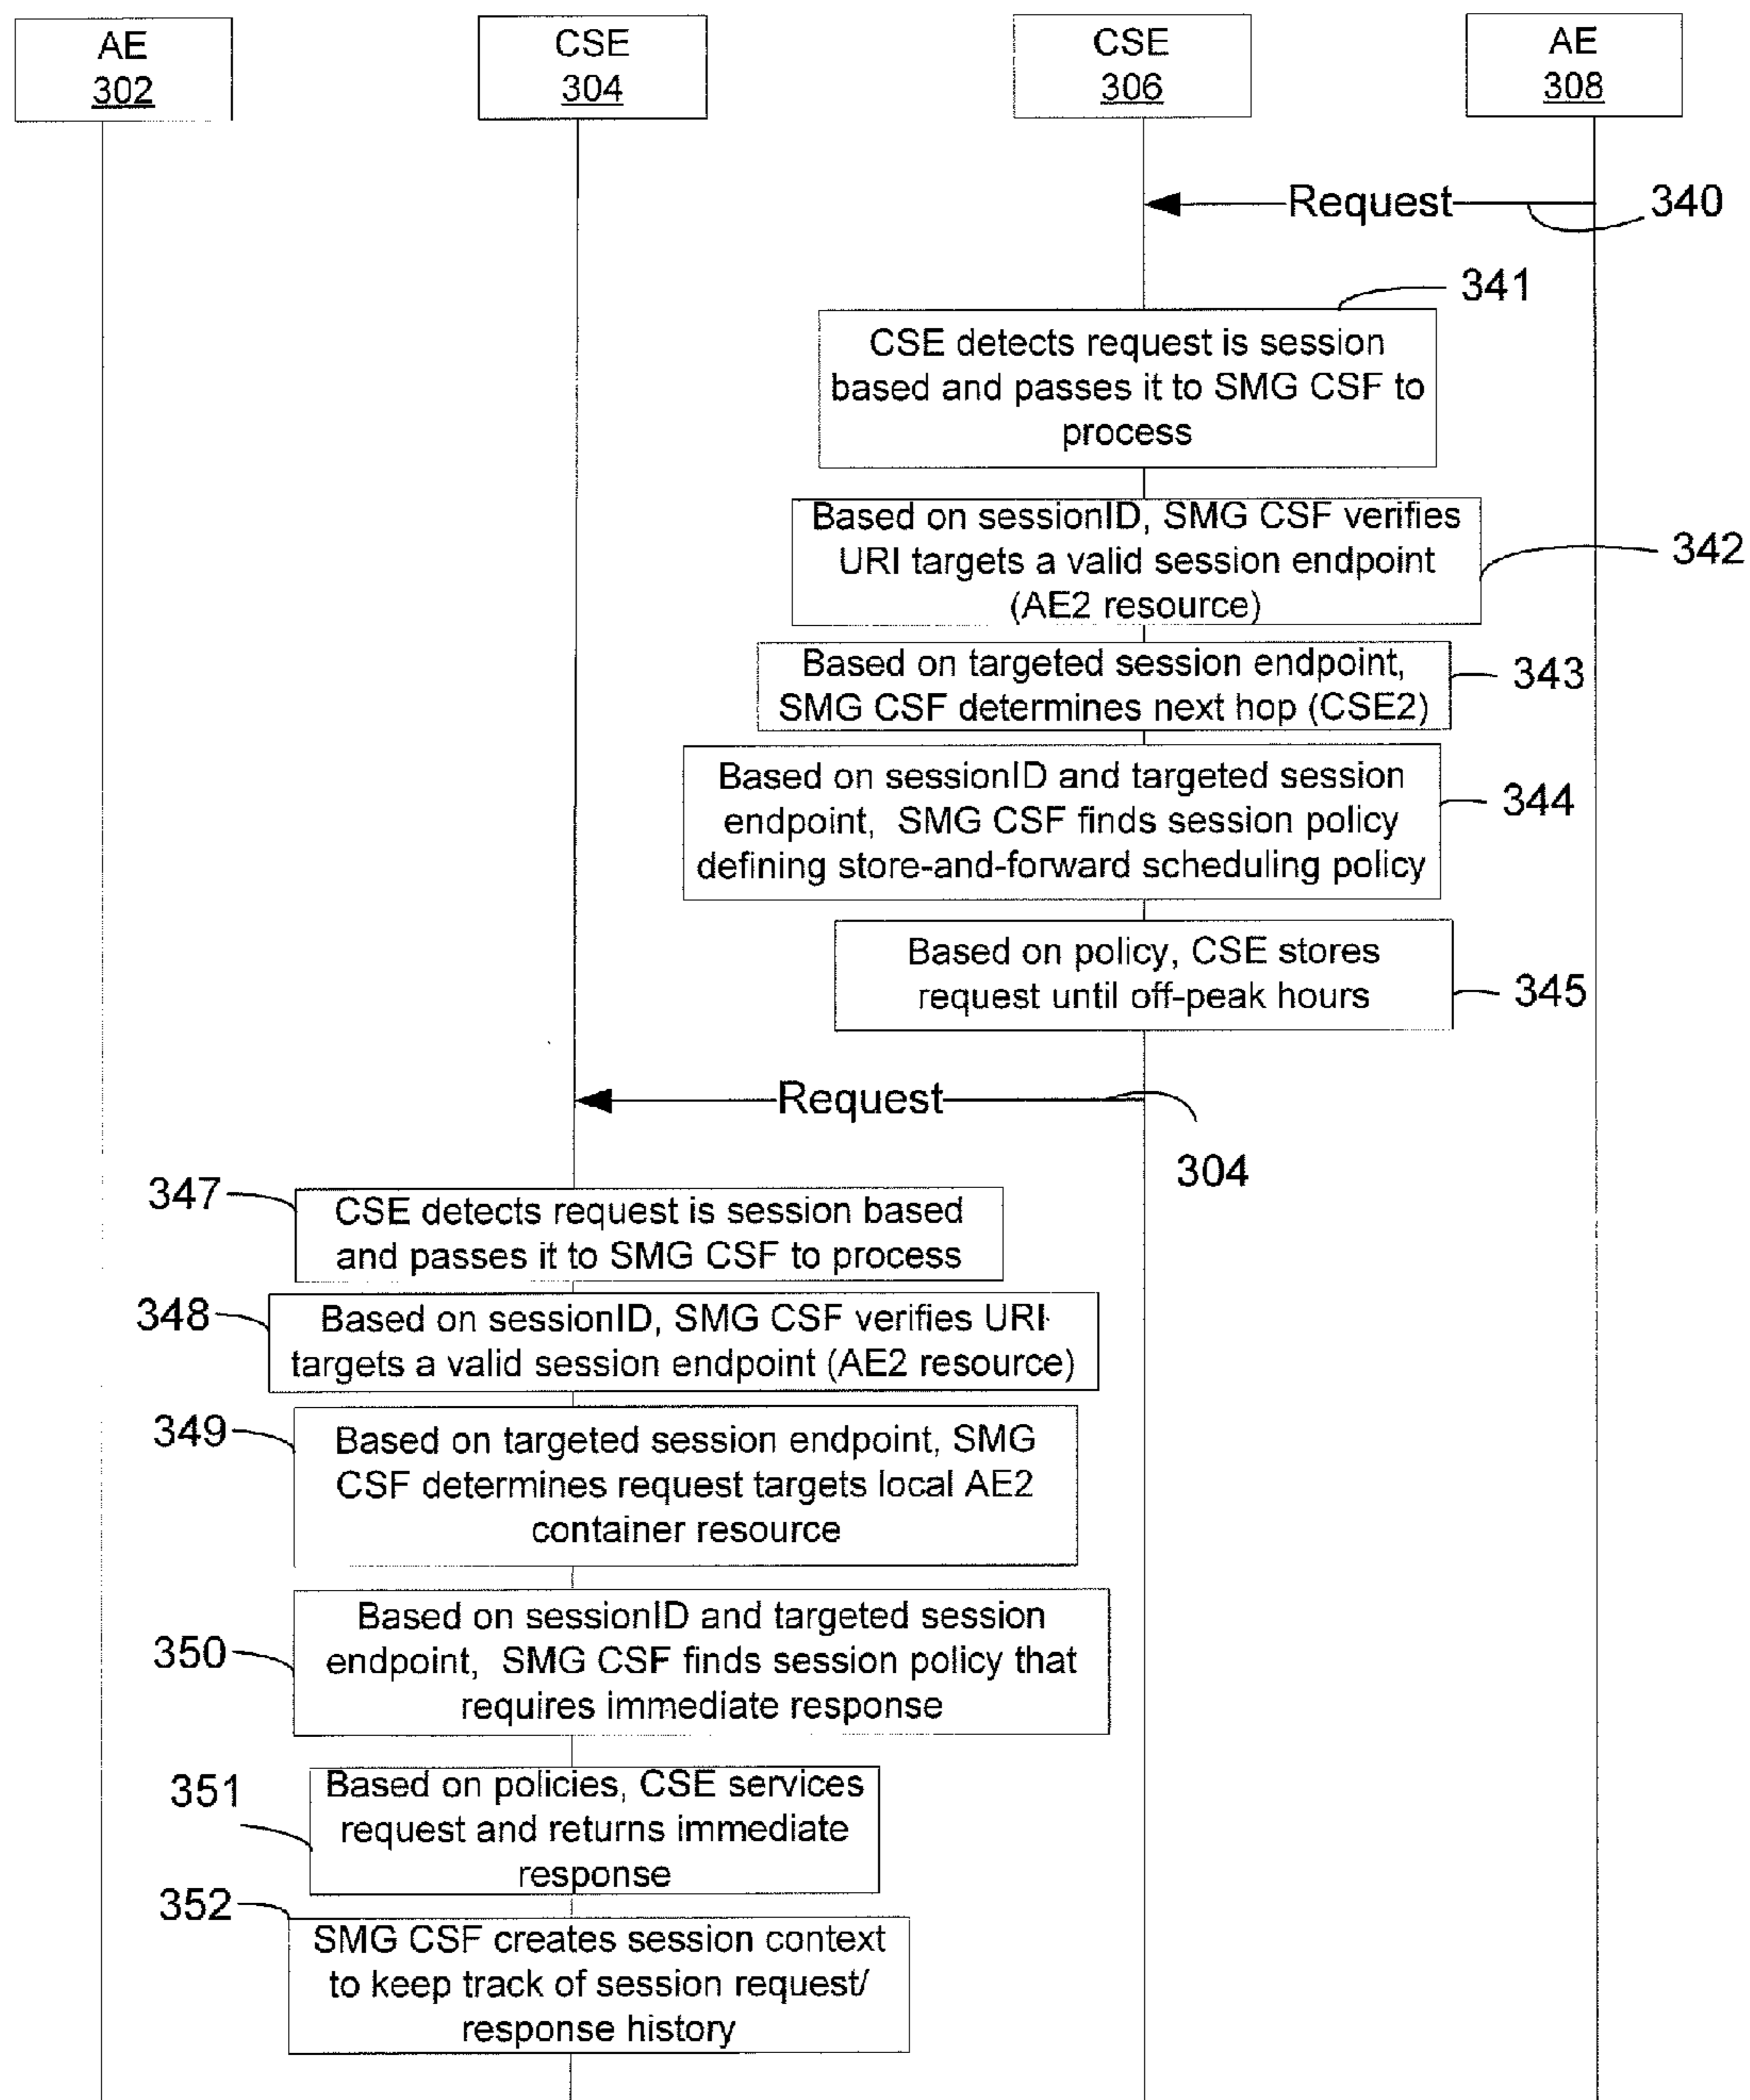 AE
302
CSE
304
CSE
306
AE
308
Request
340
341
CSE detects request is session
based and passes it to SMG CSF to
process
Based on sessionID, SMG CSF verifies
URI targets a valid session endpoint
(AE2 resource)
342
Based on targeted session endpoint,
SMG CSF determines next hop (CSE2)
343
Based on sessionID and targeted session
endpoint, SMG CSF finds session policy
defining store-and-forward scheduling policy
344
Based on policy, CSE stores
request until off-peak hours
345
Request
304
347
CSE detects request is session based
and passes it to SMG CSF to process
348
Based on sessionID, SMG CSF verifies URI
targets a valid session endpoint (AE2 resource)
349
Based on targeted session endpoint, SMG
CSF determines request targets local AE2
container resource
350
Based on sessionID and targeted session
endpoint, SMG CSF finds session policy that
requires immediate response
351
Based on policies, CSE services
request and returns immediate
response
352
SMG CSF creates session context
to keep track of session request/
response history